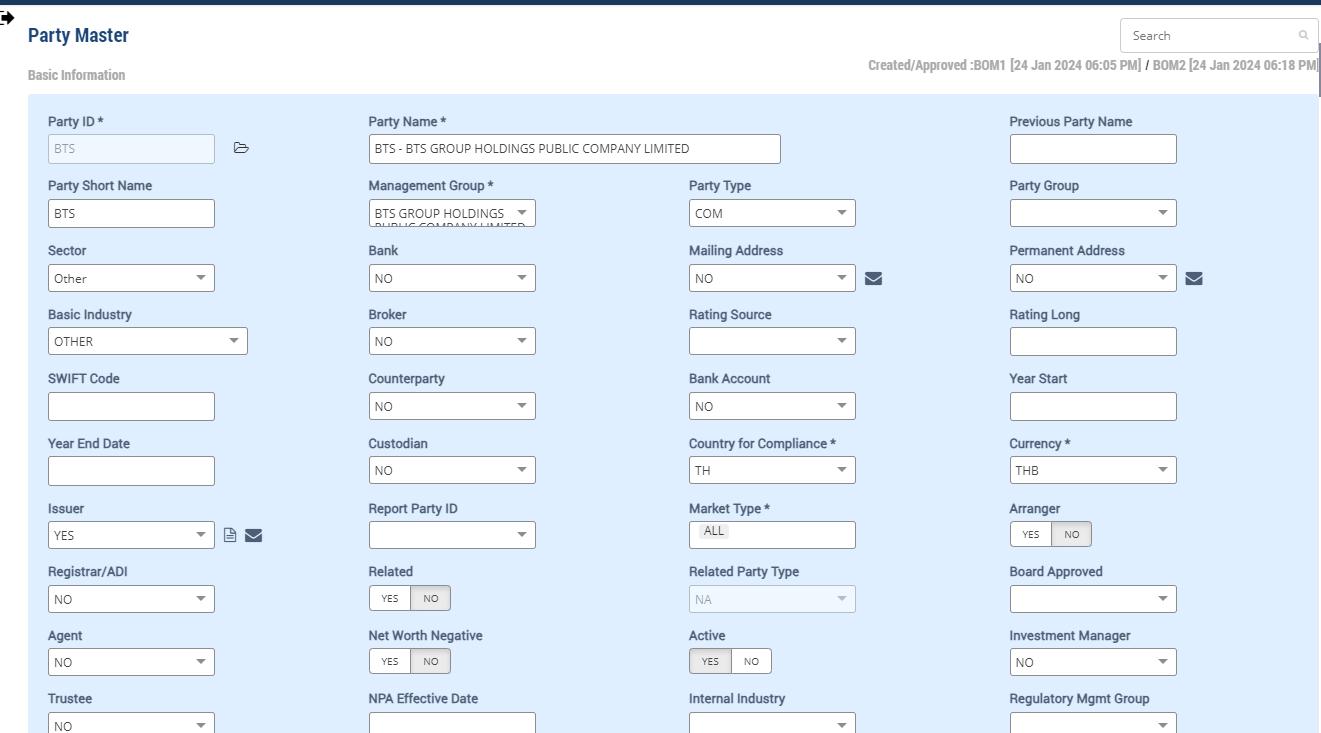 Party Master
Search
Created/Approved :BOM1 [24 Jan 2024 06:05 PM] / BOM2 [24 Jan 2024 06:18 PM]
Basic Information
Party ID *
Party Name *
Previous Party Name
BTS
BTS - BTS GROUP HOLDINGS PUBLIC COMPANY LIMITED
Party Short Name
Management Group *
Party Type
Party Group
BTS
BTS GROUP HOLDINGS
PUBLIC COMPANY LIMITED
COM
Sector
Bank
Mailing Address
Permanent Address
Other
NO
NO
NO
Basic Industry
Broker
Rating Source
Rating Long
OTHER
NO
SWIFT Code
Counterparty
Bank Account
Year Start
NO
NO
Year End Date
Custodian
Country for Compliance *
Currency *
NO
TH
THB
Issuer
Report Party ID
Market Type *
Arranger
YES
ALL
YES NO
Registrar/ADI
Related
Related Party Type
Board Approved
NO
YES NO
NA
Agent
Net Worth Negative
Active
Investment Manager
NO
YES NO
YES NO
NO
Trustee
NPA Effective Date
Internal Industry
Regulatory Mgmt Group
NO